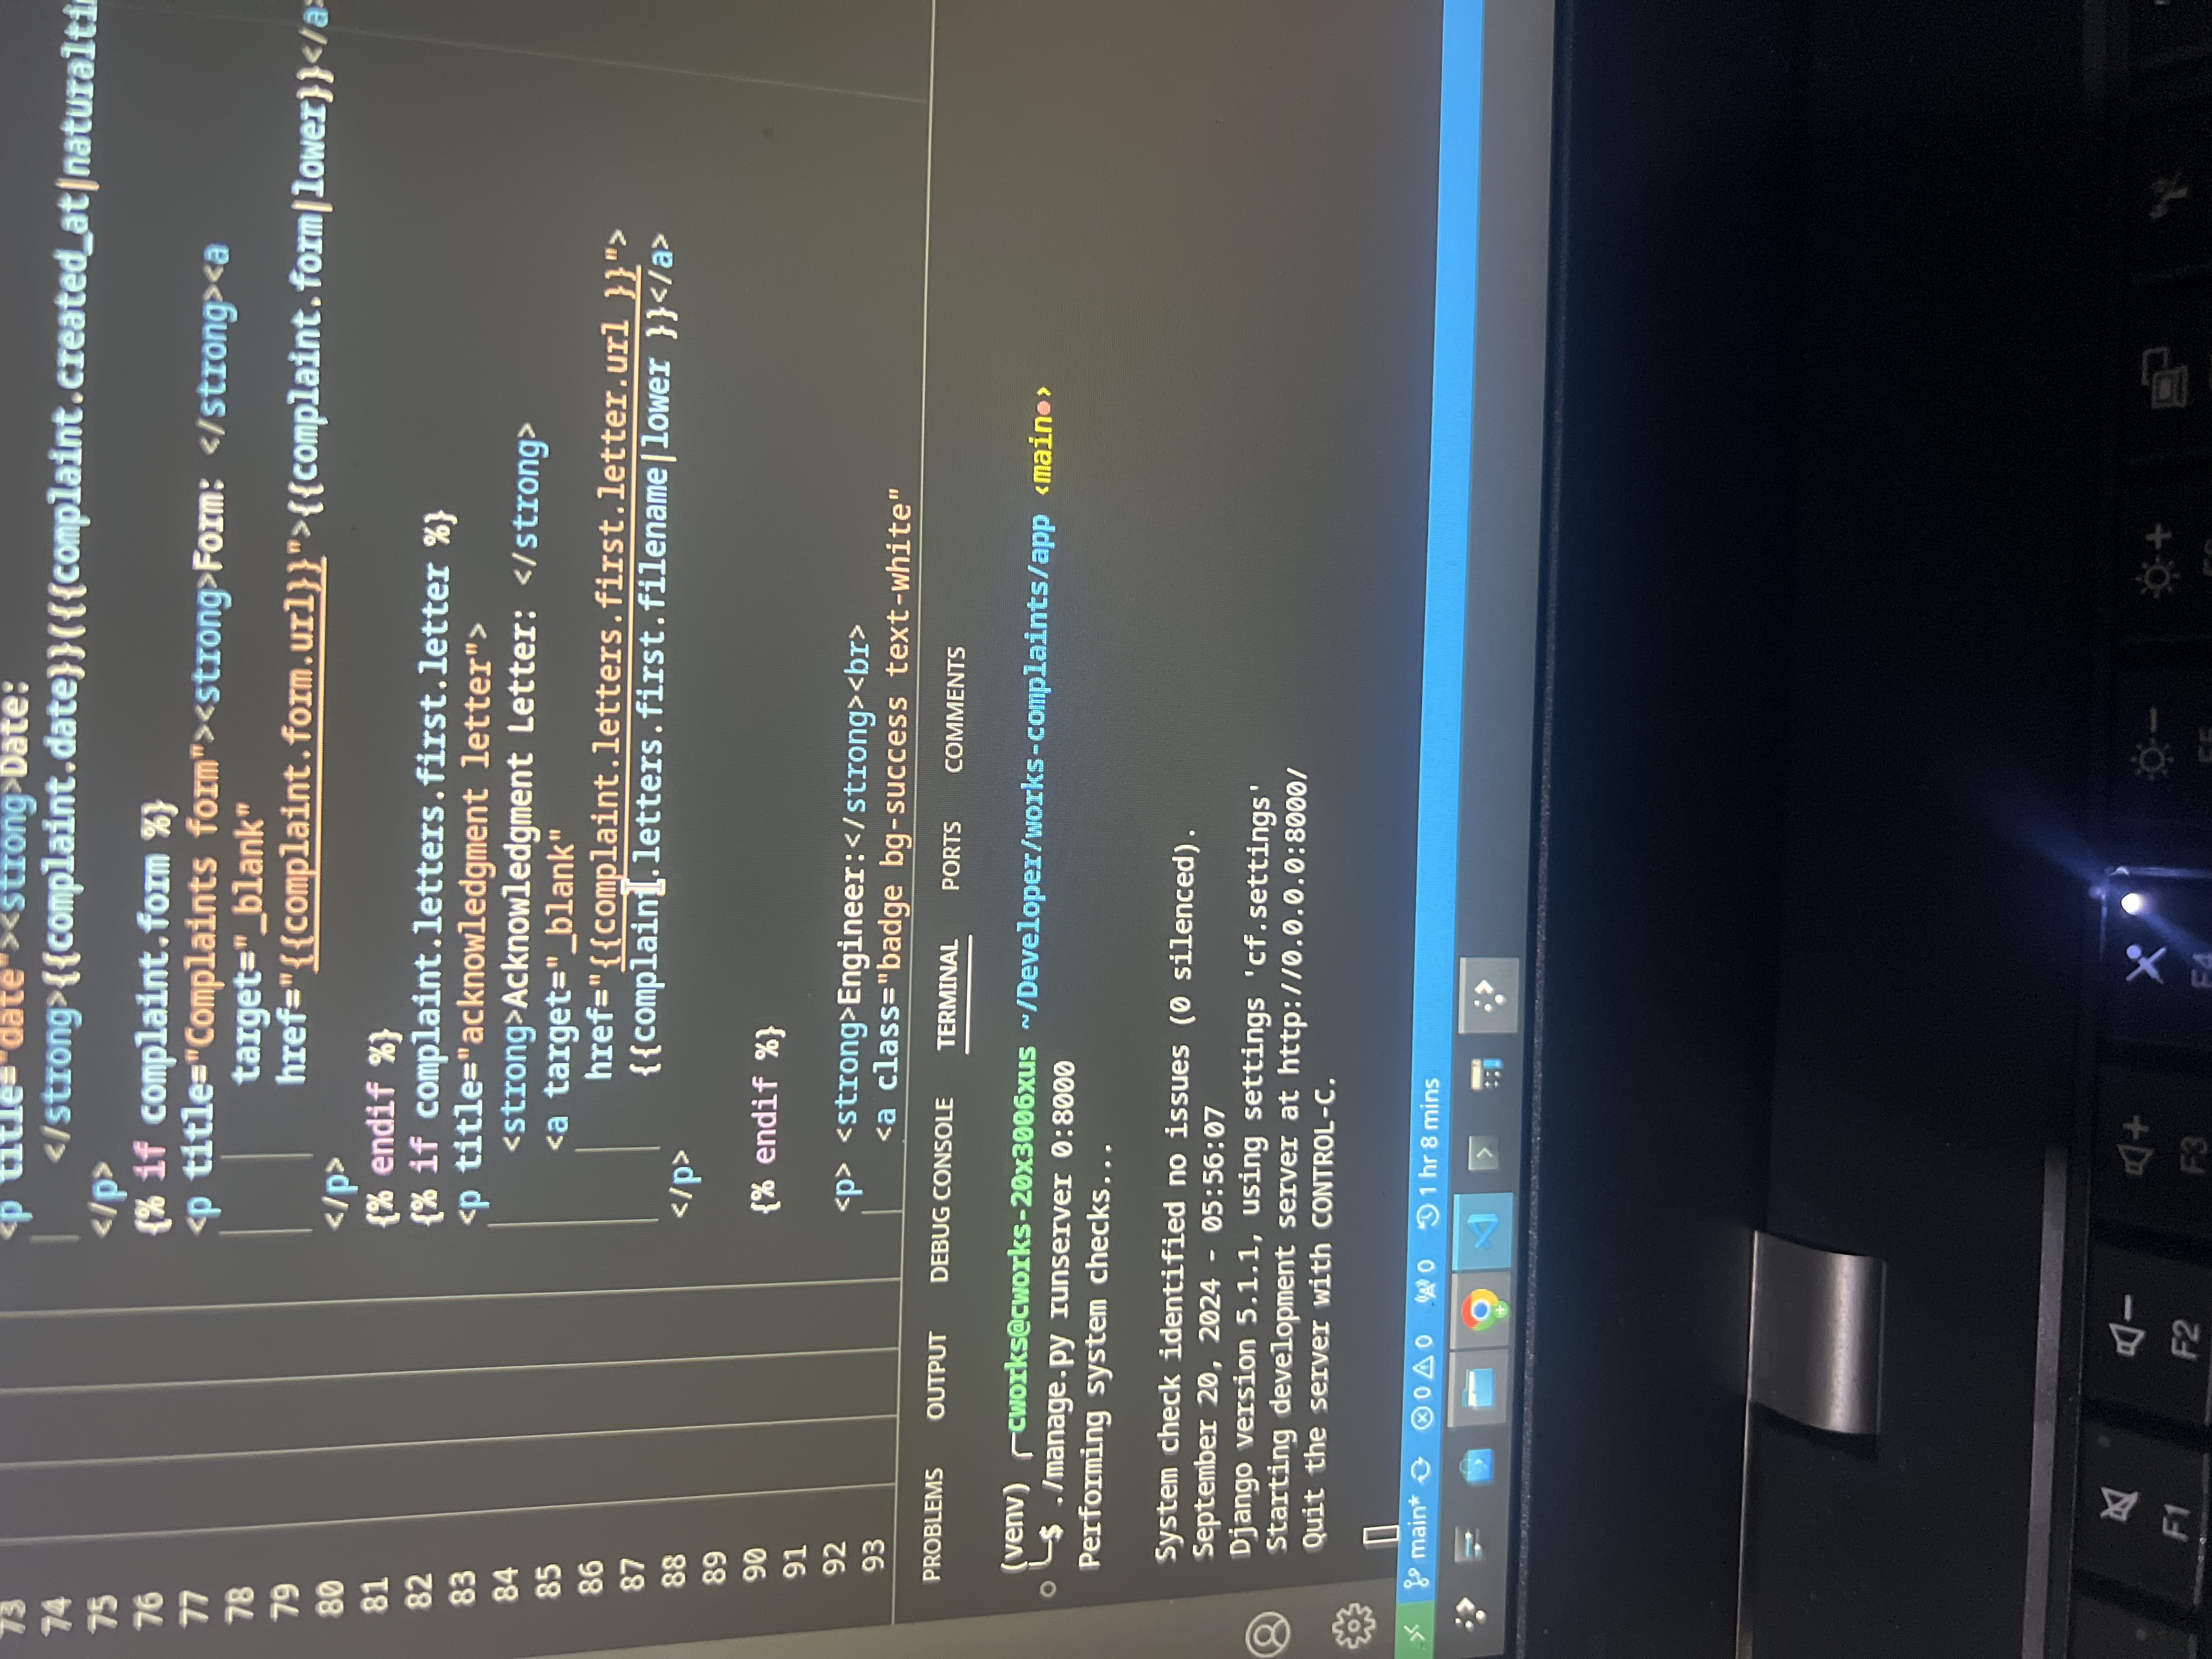 73 <p title="date"><strong>Date:
74 </strong>{{complaint.date}}({{complaint.created_at|naturalti
75 </p>
76 {% if complaint.form %}
77 <p title="Complaints form"><strong>Form: </strong><a
78 target="_blank"
79 href="{{complaint.form.url}}">{{complaint.form|lower}}</a>
80 </p>
81 {% endif %}
82 {% if complaint.letters.first.letter %}
83 <p title="acknowledgment letter">
84 <strong>Acknowledgment Letter: </strong>
85 <a target="_blank"
86 href="{{complaint.letters.first.letter.url }}">
87 {{complaint.letters.first.filename|lower }}</a>
88 </p>
89
90 {% endif %}
91
92 <p> <strong>Engineer:</strong><br>
93 <a class="badge bg-success text-white"
PROBLEMS OUTPUT DEBUG CONSOLE TERMINAL PORTS COMMENTS
(venv) ╭─cworks@cworks-20x3006xus ~/Developer/works-complaints/app ‹main●›
╰─$ ./manage.py runserver 0:8000
Performing system checks...
System check identified no issues (0 silenced).
September 20, 2024 - 05:56:07
Django version 5.1.1, using settings 'cf.settings'
Starting development server at http://0.0.0.0:8000/
Quit the server with CONTROL-C.
main* 0 0 0 1 hr 8 mins
F1 F2 F3 F4 F5